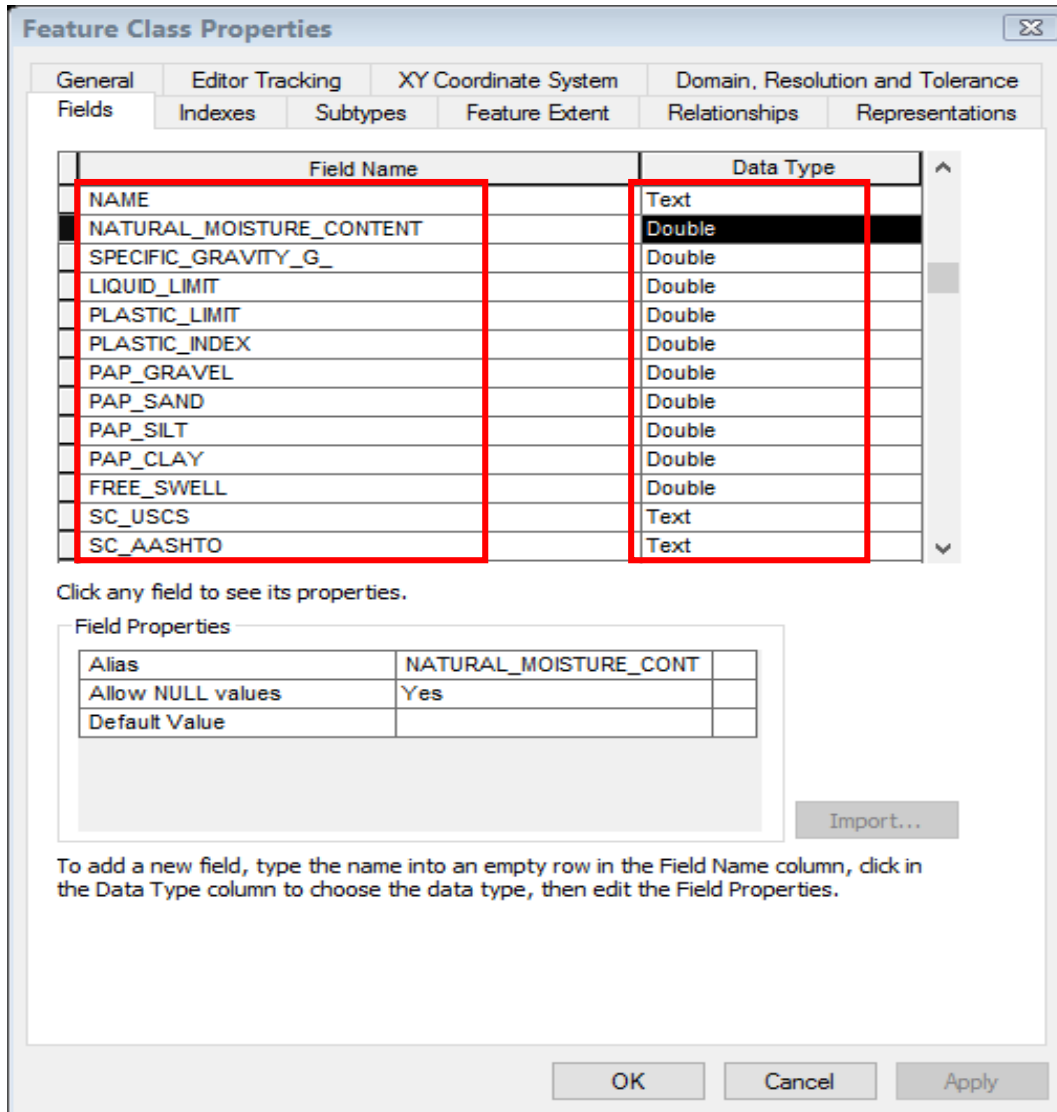 Feature Class Properties
General Editor Tracking XY Coordinate System Domain, Resolution and Tolerance
Fields Indexes Subtypes Feature Extent Relationships Representations
Field Name Data Type
NAME Text
NATURAL_MOISTURE_CONTENT Double
SPECIFIC_GRAVITY_G_ Double
LIQUID_LIMIT Double
PLASTIC_LIMIT Double
PLASTIC_INDEX Double
PAP_GRAVEL Double
PAP_SAND Double
PAP_SILT Double
PAP_CLAY Double
FREE_SWELL Double
SC_USCS Text
SC_AASHTO Text
Click any field to see its properties.
Field Properties
Alias NATURAL_MOISTURE_CONT
Allow NULL values Yes
Default Value
Import...
To add a new field, type the name into an empty row in the Field Name column, click in
the Data Type column to choose the data type, then edit the Field Properties.
OK Cancel Apply